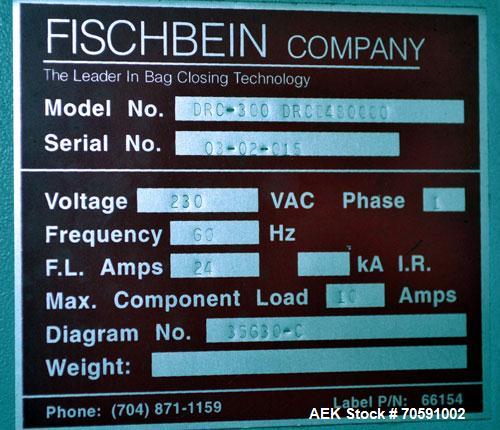 FISCHBEIN COMPANY
The Leader In Bag Closing Technology
Model No. DRC-300
Serial No. 03-02-015
Voltage 230 VAC Phase 1
Frequency 60 Hz
F.L. Amps 24 kA I.R.
Max. Component Load 10 Amps
Diagram No. 35630-C
Weight:
Phone: (704) 871-1159 Label P/N: 66154
AEK Stock # 70591002